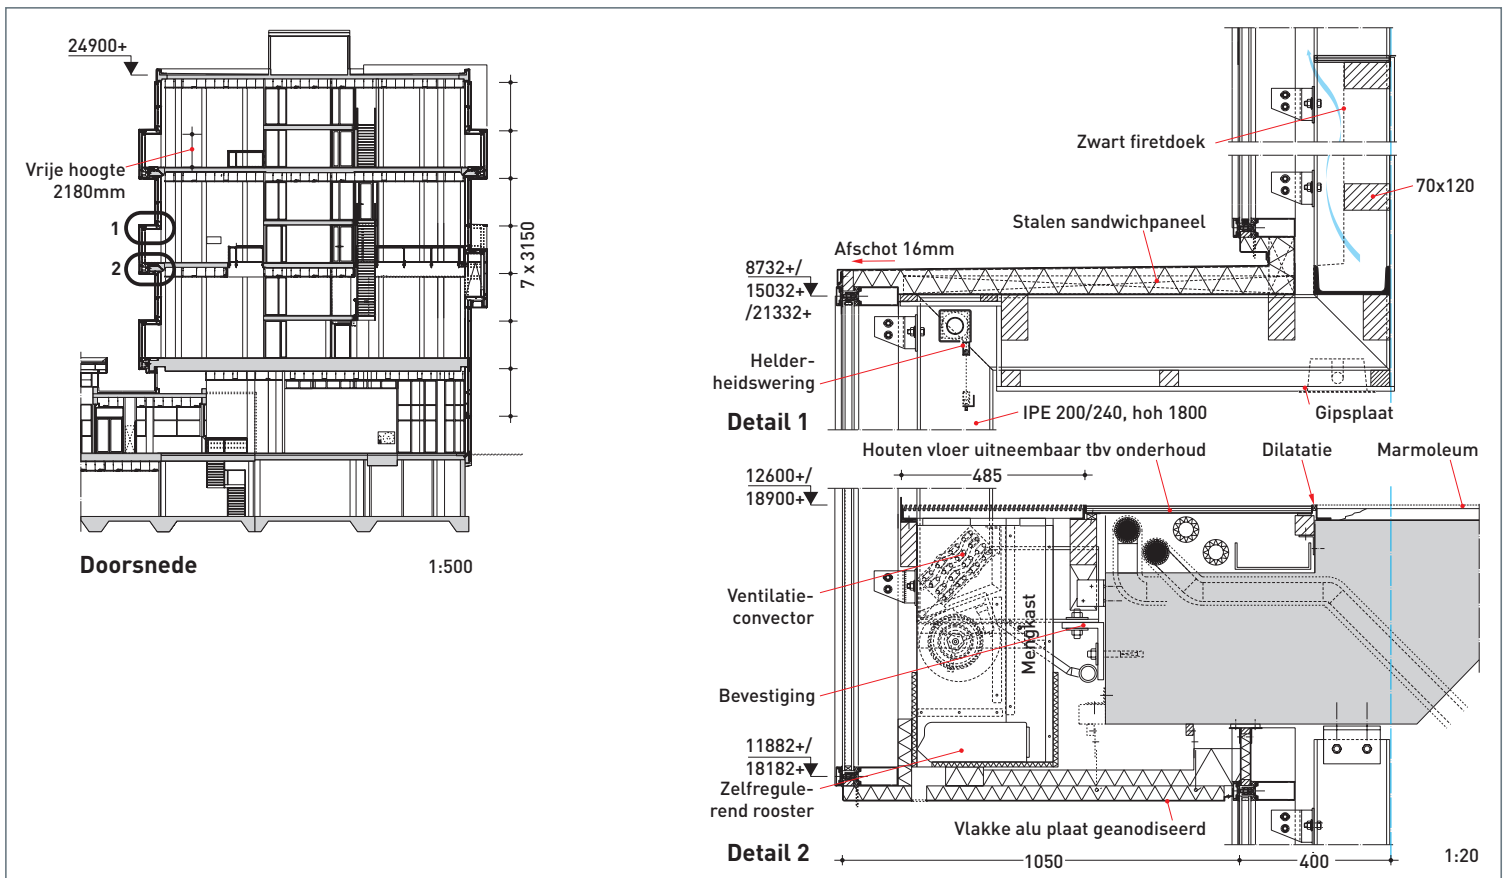 24900+
Vrije hoogte
2180mm
1
2
7 x 3150
Doorsnede
1:500
Zwart firetdoek
70x120
Stalen sandwichpaneel
Afschot 16mm
8732+/
15032+
/21332+
Helder-
heidswering
Detail 1
IPE 200/240, hoh 1800
Gipsplaat
Houten vloer uitneembaar tbv onderhoud
Dilatatie
Marmoleum
12600+/
18900+
485
Ventilatie-
convector
Mengkast
Bevestiging
11882+/
18182+
Zelfregule-
rend rooster
Vlakke alu plaat geanodiseerd
Detail 2
1050
400
1:20